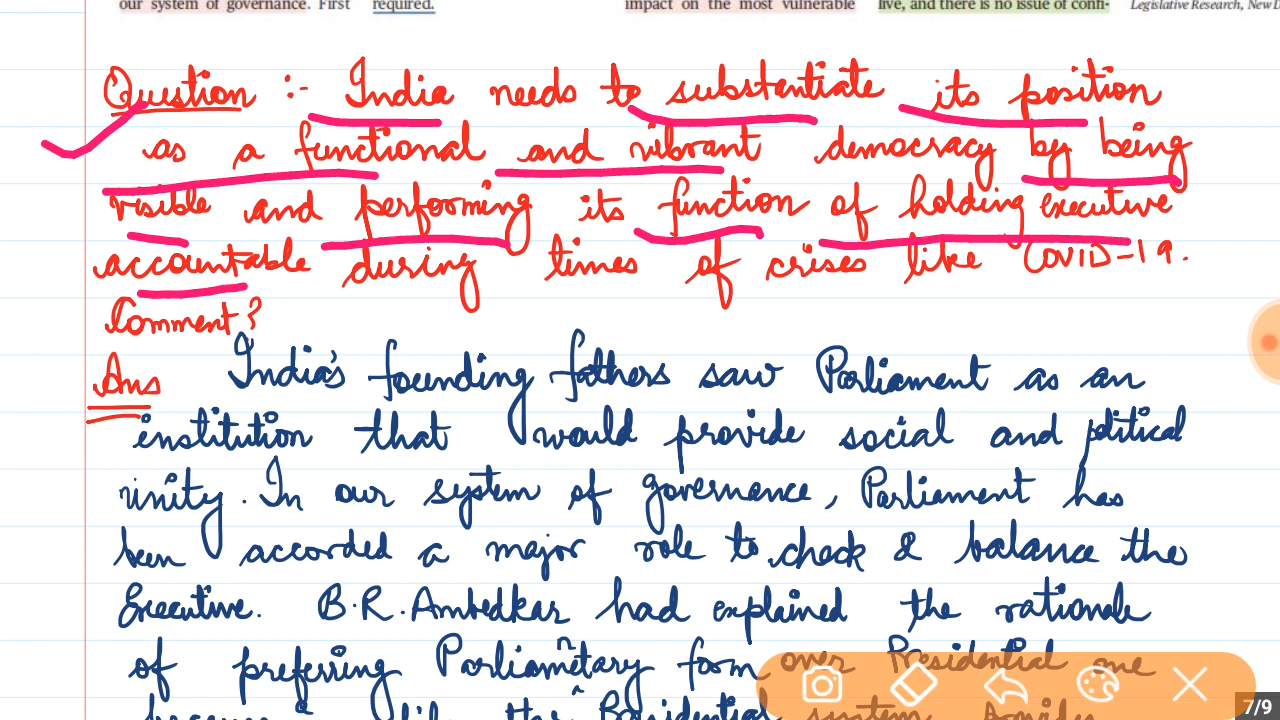 our system of governance. First required. impact on the most vulnerable live, and there is no issue of confi- Legislative Research, New D
Question :- India needs to substantiate its position
as a functional and vibrant democracy by being
visible and performing its function of holding executive
accountable during times of crises like COVID-19.
Comment?
Ans India's founding fathers saw Parliament as an
institution that would provide social and political
unity. In our system of governance, Parliament has
been accorded a major role to check & balance the
Executive. B.R. Ambedkar had explained the rationale
of preferring Parliamentary form over Presidential one
like the Presidential system
7/9